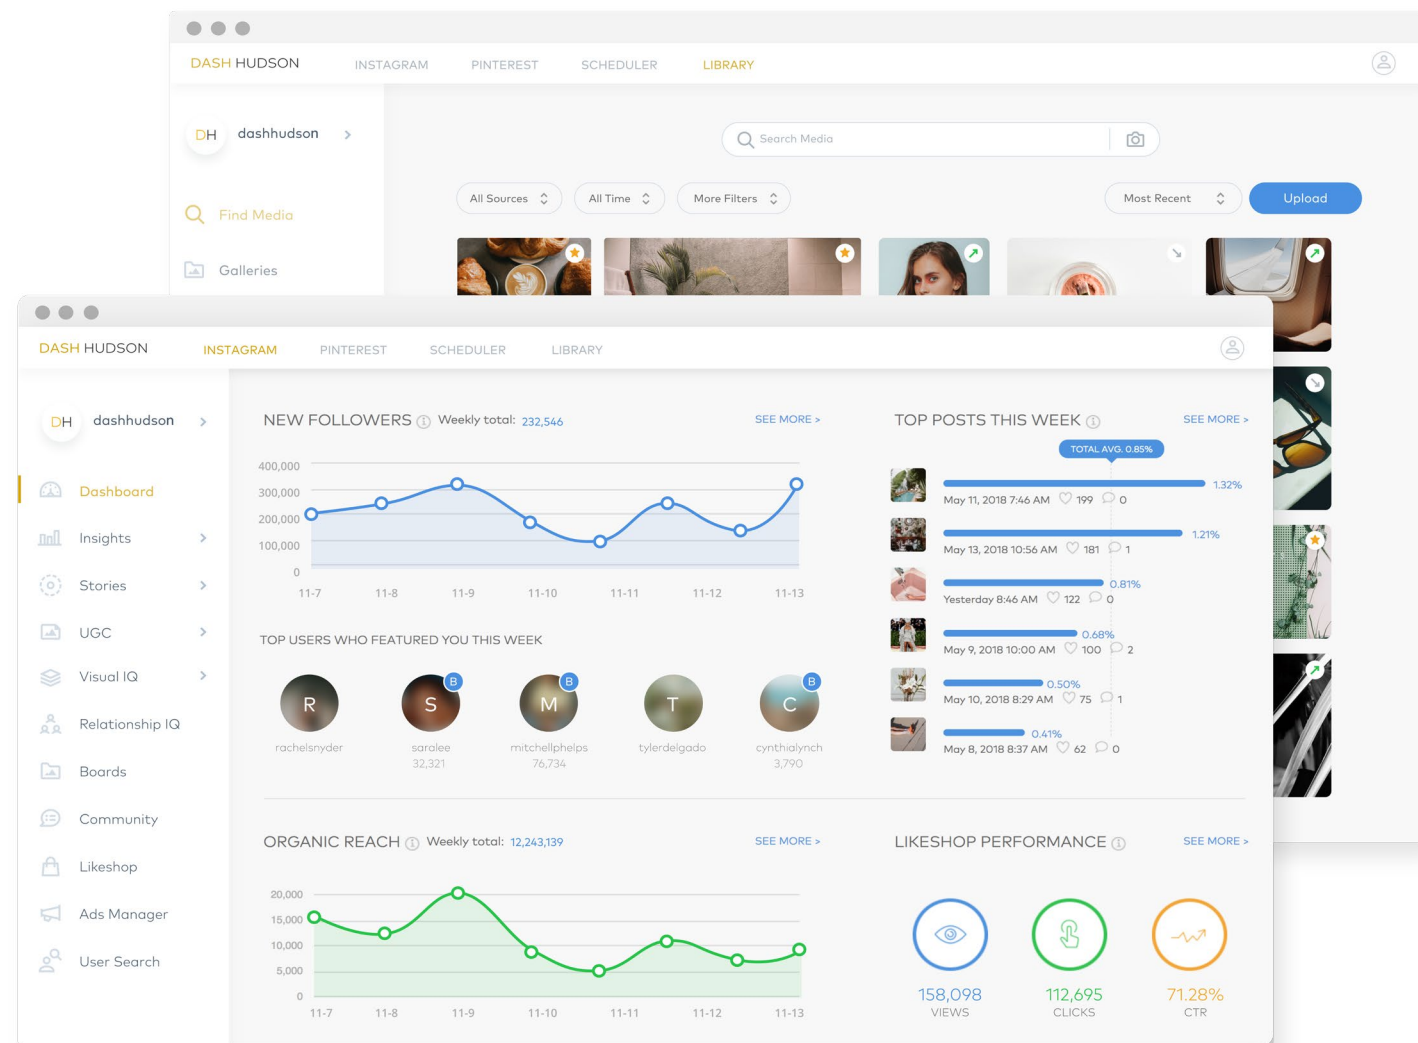 DASH HUDSON
INSTAGRAM
PINTEREST
SCHEDULER
LIBRARY
DH
dashhudson
Find Media
Galleries
Search Media
All Sources
All Time
More Filters
Most Recent
Upload
DASH HUDSON
INSTAGRAM
PINTEREST
SCHEDULER
LIBRARY
DH
dashhudson
Dashboard
Insights
Stories
UGC
Visual IQ
Relationship IQ
Boards
Community
Likeshop
Ads Manager
User Search
NEW FOLLOWERS Weekly total: 232,546
SEE MORE >
400,000
300,000
200,000
100,000
0
11-7 11-8 11-9 11-10 11-11 11-12 11-13
TOP USERS WHO FEATURED YOU THIS WEEK
R
rachelsnyder
S B
saralee
32,321
M B
mitchellphelps
76,734
T
tylerdelgado
C B
cynthialynch
3,790
TOP POSTS THIS WEEK
SEE MORE >
TOTAL AVG. 0.85%
1.32%
May 11, 2018 7:46 AM 199 0
1.21%
May 13, 2018 10:56 AM 181 1
0.81%
Yesterday 8:46 AM 122 0
0.68%
May 9, 2018 10:00 AM 100 2
0.50%
May 10, 2018 8:29 AM 75 1
0.41%
May 8, 2018 8:37 AM 62 0
ORGANIC REACH Weekly total: 12,243,139
SEE MORE >
20,000
15,000
10,000
5,000
0
11-7 11-8 11-9 11-10 11-11 11-12 11-13
LIKESHOP PERFORMANCE
SEE MORE >
158,098
VIEWS
112,695
CLICKS
71.28%
CTR